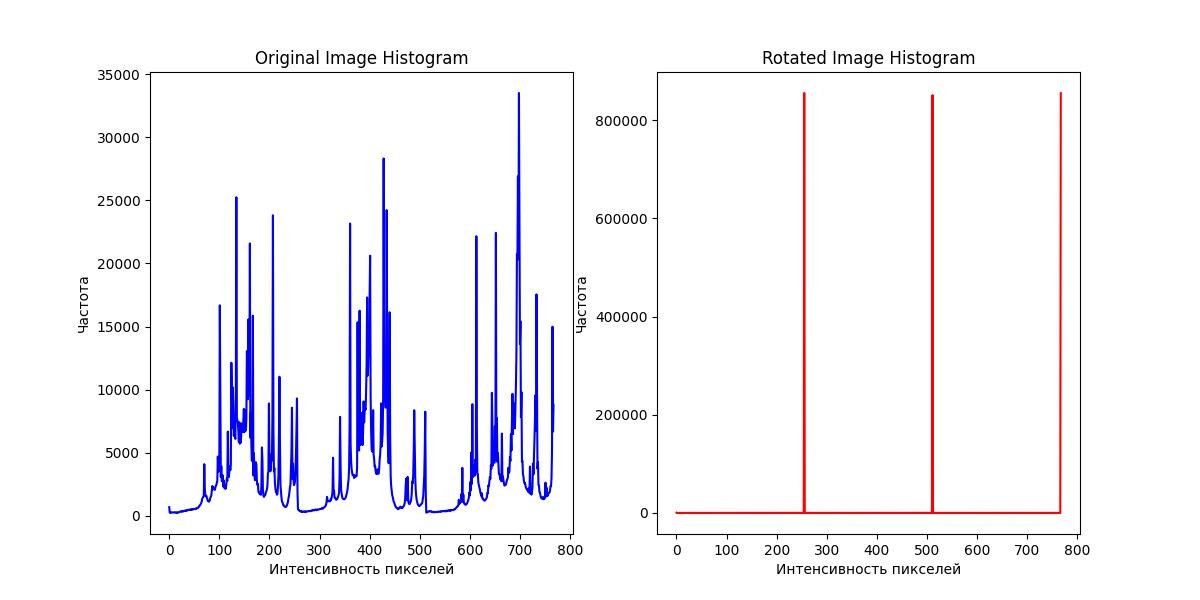 Original Image Histogram
35000
30000
25000
20000
15000
10000
5000
0
Частота
0 100 200 300 400 500 600 700 800
Интенсивность пикселей
Rotated Image Histogram
800000
600000
400000
200000
0
Частота
0 100 200 300 400 500 600 700 800
Интенсивность пикселей